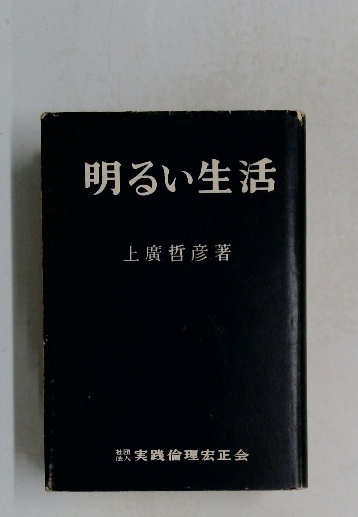 明るい生活
上廣哲彦著
社団法人 実践倫理宏正会